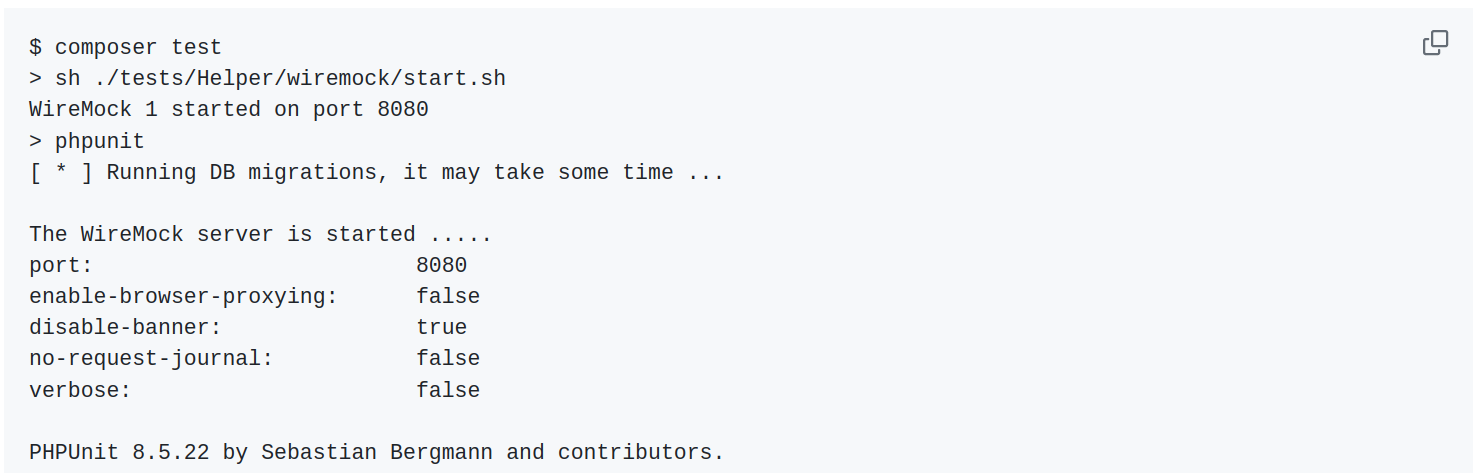 $ composer test
> sh ./tests/Helper/wiremock/start.sh
WireMock 1 started on port 8080
> phpunit
[ * ] Running DB migrations, it may take some time ...
The WireMock server is started .....
port:                         8080
enable-browser-proxying:      false
disable-banner:               true
no-request-journal:           false
verbose:                      false
PHPUnit 8.5.22 by Sebastian Bergmann and contributors.